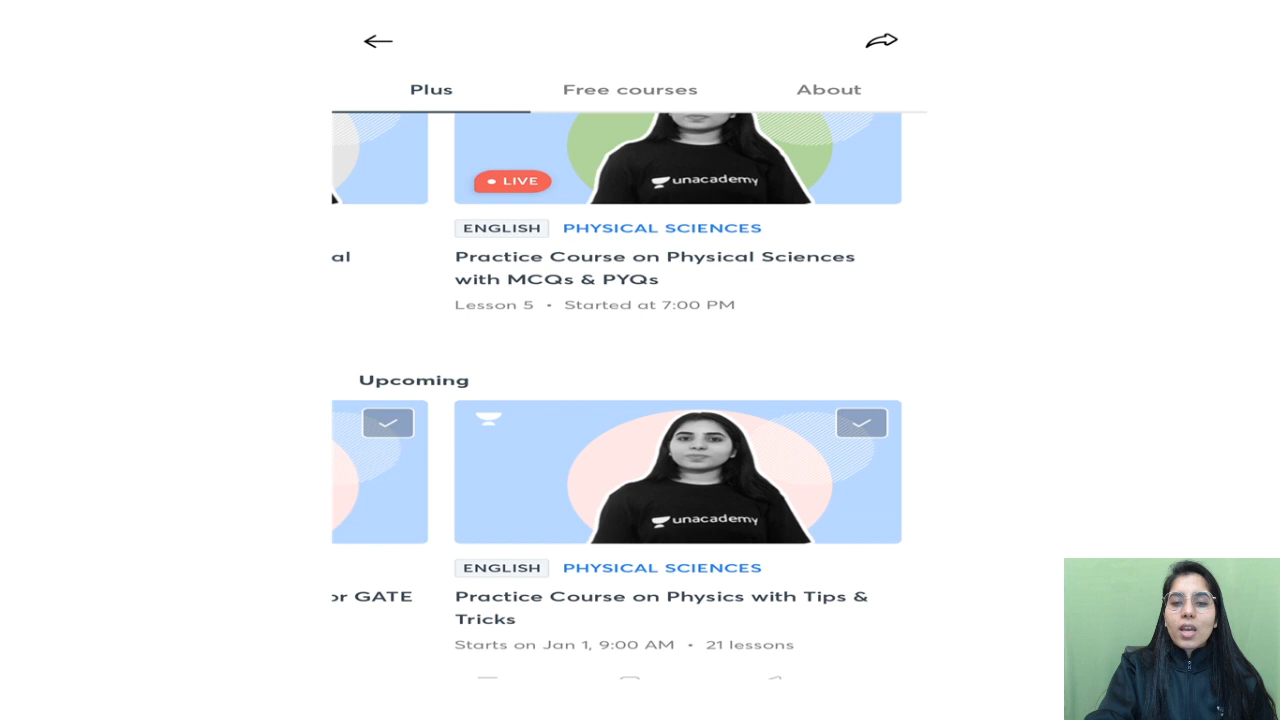 Plus Free courses About
LIVE
unacademy
ENGLISH PHYSICAL SCIENCES
al
Practice Course on Physical Sciences
with MCQs & PYQs
Lesson 5 • Started at 7:00 PM
Upcoming
unacademy
ENGLISH PHYSICAL SCIENCES
or GATE
Practice Course on Physics with Tips &
Tricks
Starts on Jan 1, 9:00 AM • 21 lessons